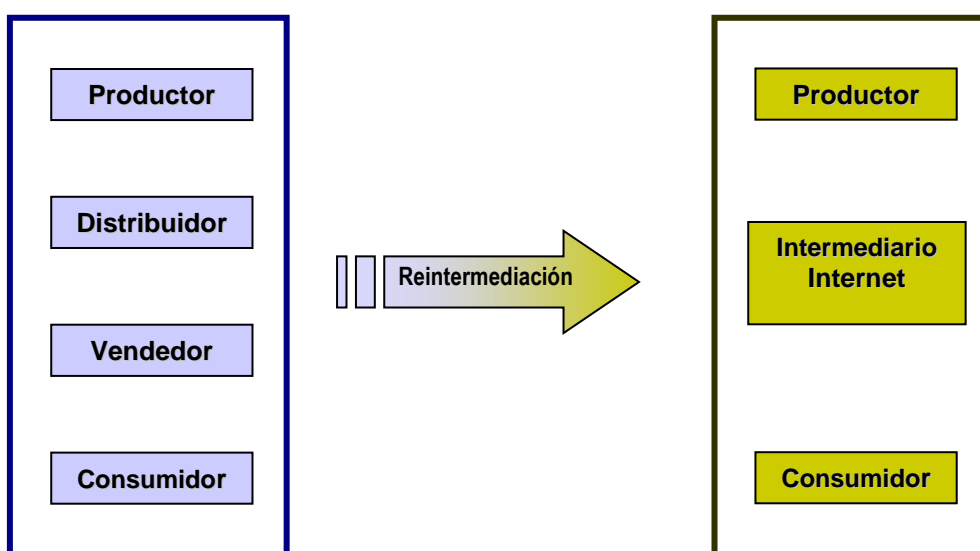 Productor
Distribuidor
Vendedor
Consumidor
Reintermediación
Productor
Intermediario
Internet
Consumidor